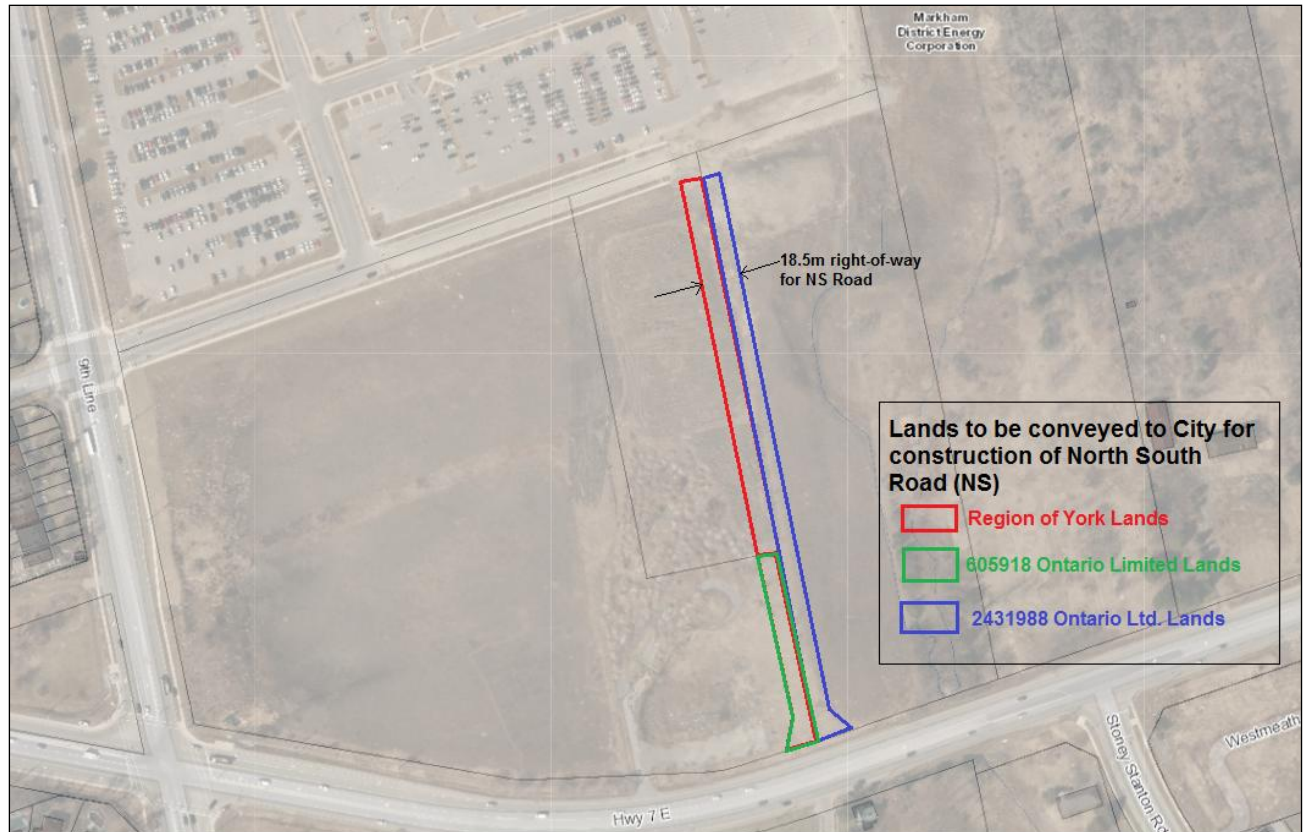 Markham
District Energy
Corporation
18.5m right-of-way
for NS Road
9th Line
Lands to be conveyed to City for
construction of North South
Road (NS)
Region of York Lands
605918 Ontario Limited Lands
2431988 Ontario Ltd. Lands
Stoney Stanton Rd
Westmeath
Hwy 7 E